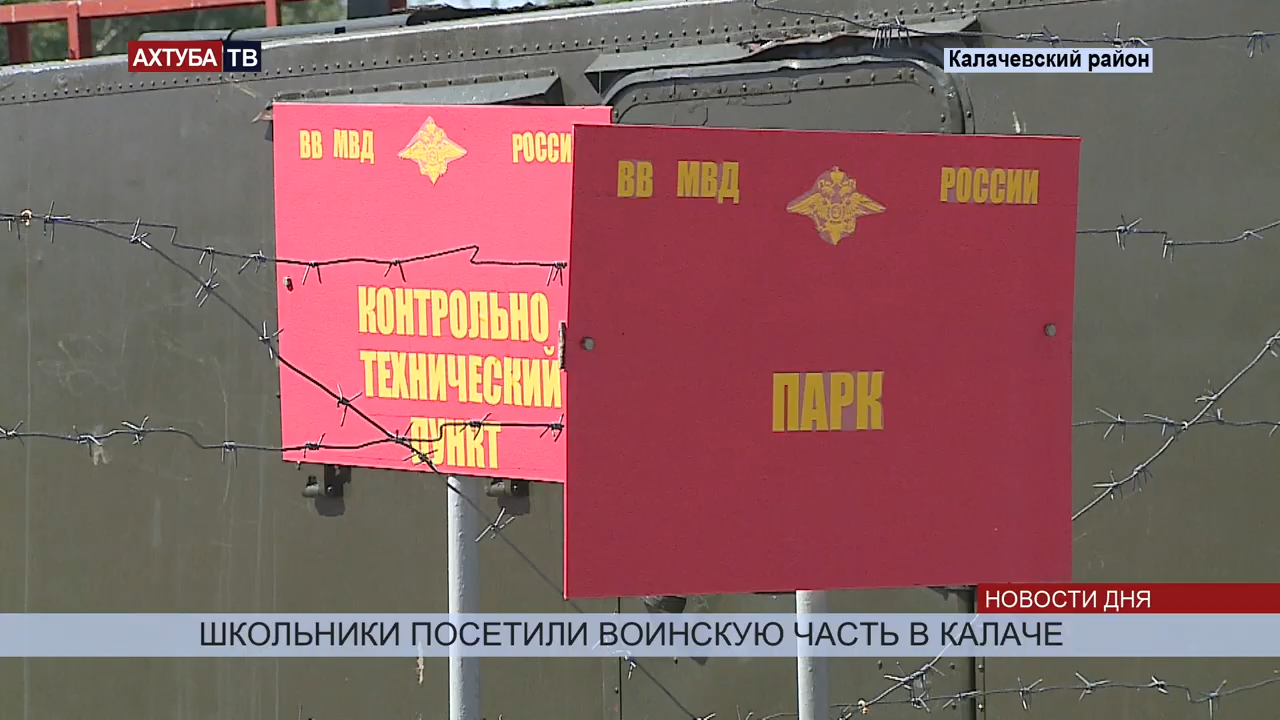 АХТУБА ТВ
Калачевский район
ВВ МВД РОССИ
КОНТРОЛЬНО
ТЕХНИЧЕСКИЙ
ПУНКТ
ВВ МВД РОССИИ
ПАРК
НОВОСТИ ДНЯ
ШКОЛЬНИКИ ПОСЕТИЛИ ВОИНСКУЮ ЧАСТЬ В КАЛАЧЕ